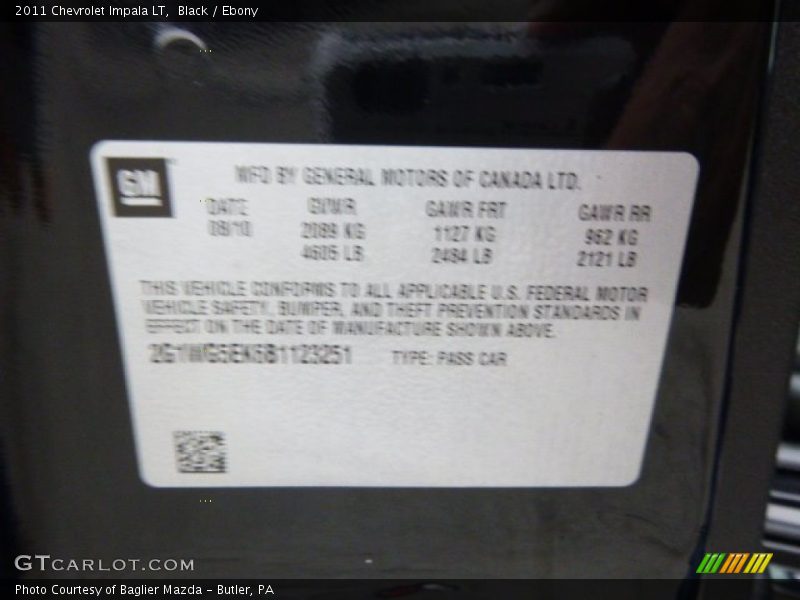 2011 Chevrolet Impala LT, Black / Ebony
GM
MFD BY GENERAL MOTORS OF CANADA LTD.
DATE GVWR GAWR FRT GAWR RR
08/10 2089 KG 1127 KG 962 KG
4605 LB 2484 LB 2121 LB
THIS VEHICLE CONFORMS TO ALL APPLICABLE U.S. FEDERAL MOTOR
VEHICLE SAFETY, BUMPER, AND THEFT PREVENTION STANDARDS IN
EFFECT ON THE DATE OF MANUFACTURE SHOWN ABOVE.
2G1WG5EK6B1123251 TYPE: PASS CAR
GTCARLOT.COM
Photo Courtesy of Baglier Mazda - Butler, PA